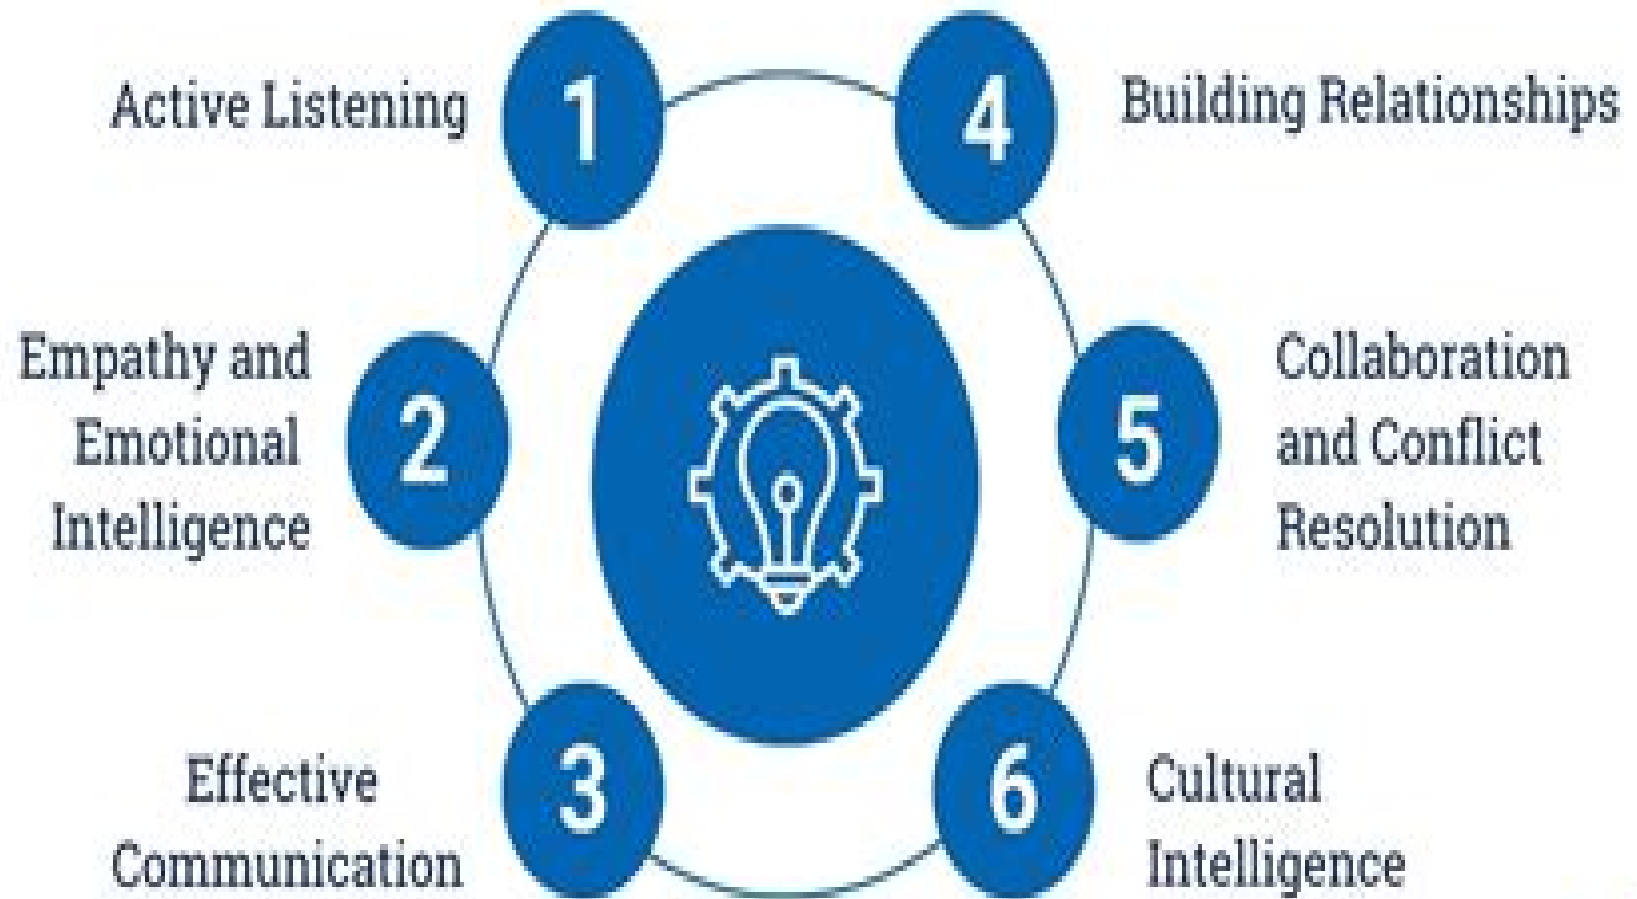 Active Listening
1
Empathy and
Emotional
Intelligence
2
Effective
Communication
3
4
Building Relationships
5
Collaboration
and Conflict
Resolution
6
Cultural
Intelligence